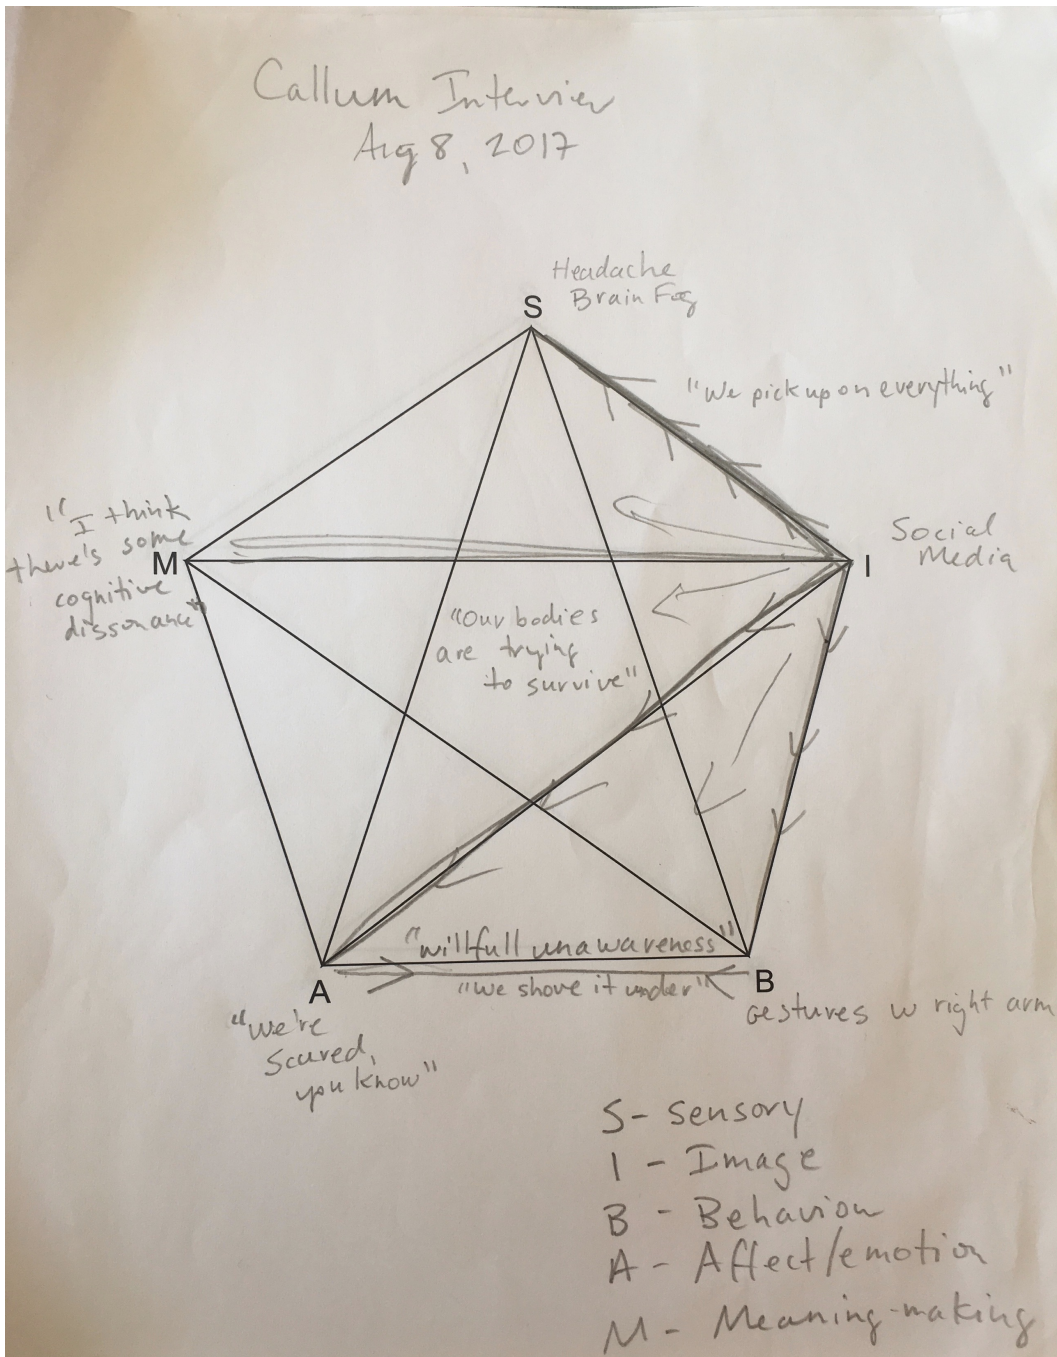 Callum Interview
Aug 8, 2017
Headache
Brain Fog
S
"We pick up on everything"
"I think
there's some
cognitive
dissonance"
M
Social
Media
I
"Our bodies
are trying
to survive"
"willfull unawareness"
"we shove it under"
A
"we're
scared,
you know"
B
Gestures w right arm
S - Sensory
I - Image
B - Behaviour
A - Affect/emotion
M - Meaning-making